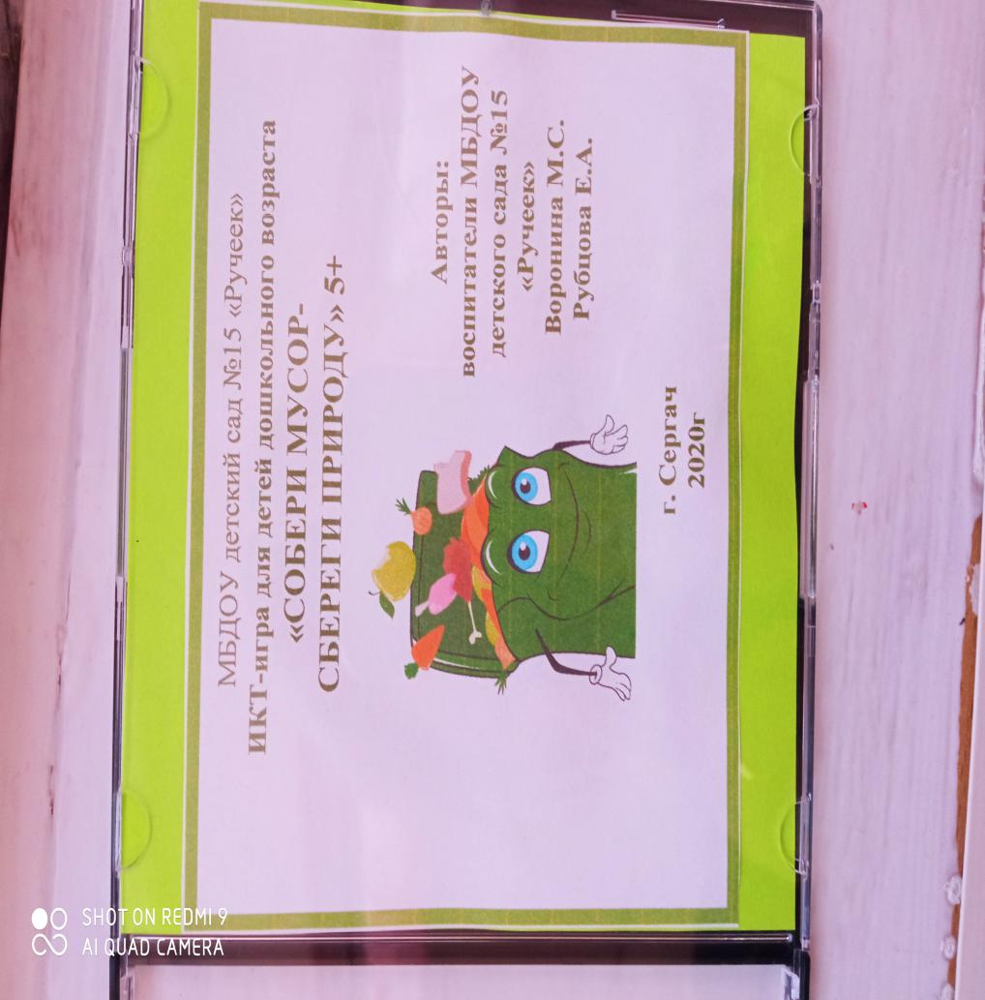 МБДОУ детский сад №15 «Ручеек»
ИКТ-игра для детей дошкольного возраста
«СОБЕРИ МУСОР-
СБЕРЕГИ ПРИРОДУ» 5+
Авторы:
воспитатели МБДОУ
детского сада №15
«Ручеек»
Воронина М.С.
Рубцова Е.А.
г. Сергач
2020г
SHOT ON REDMI 9
AI QUAD CAMERA